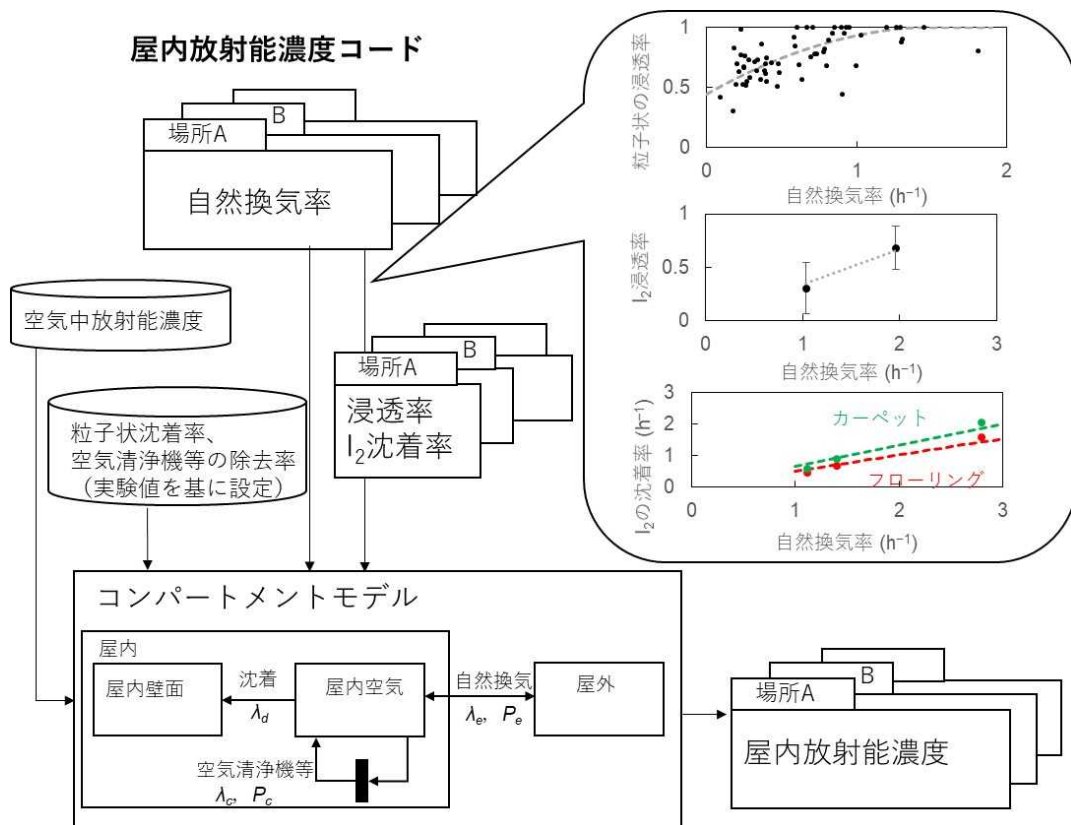 屋内放射能濃度コード
B
場所A
自然換気率
空気中放射能濃度
粒子状沈着率、
空気清浄機等の除去率
（実験値を基に設定）
B
場所A
浸透率
I₂沈着率
粒子状の浸透率
1
0.5
0
0
1
2
自然換気率 (h⁻¹)
I₂浸透率
1
0.5
0
0
1
2
3
自然換気率 (h⁻¹)
I₂の沈着率 (h⁻¹)
3
2
1
0
カーペット
フローリング
0
1
2
3
自然換気率 (h⁻¹)
コンパートメントモデル
屋内
屋内壁面
沈着
λd
屋内空気
自然換気
λe, Pe
屋外
空気清浄機等
λc, Pc
B
場所A
屋内放射能濃度